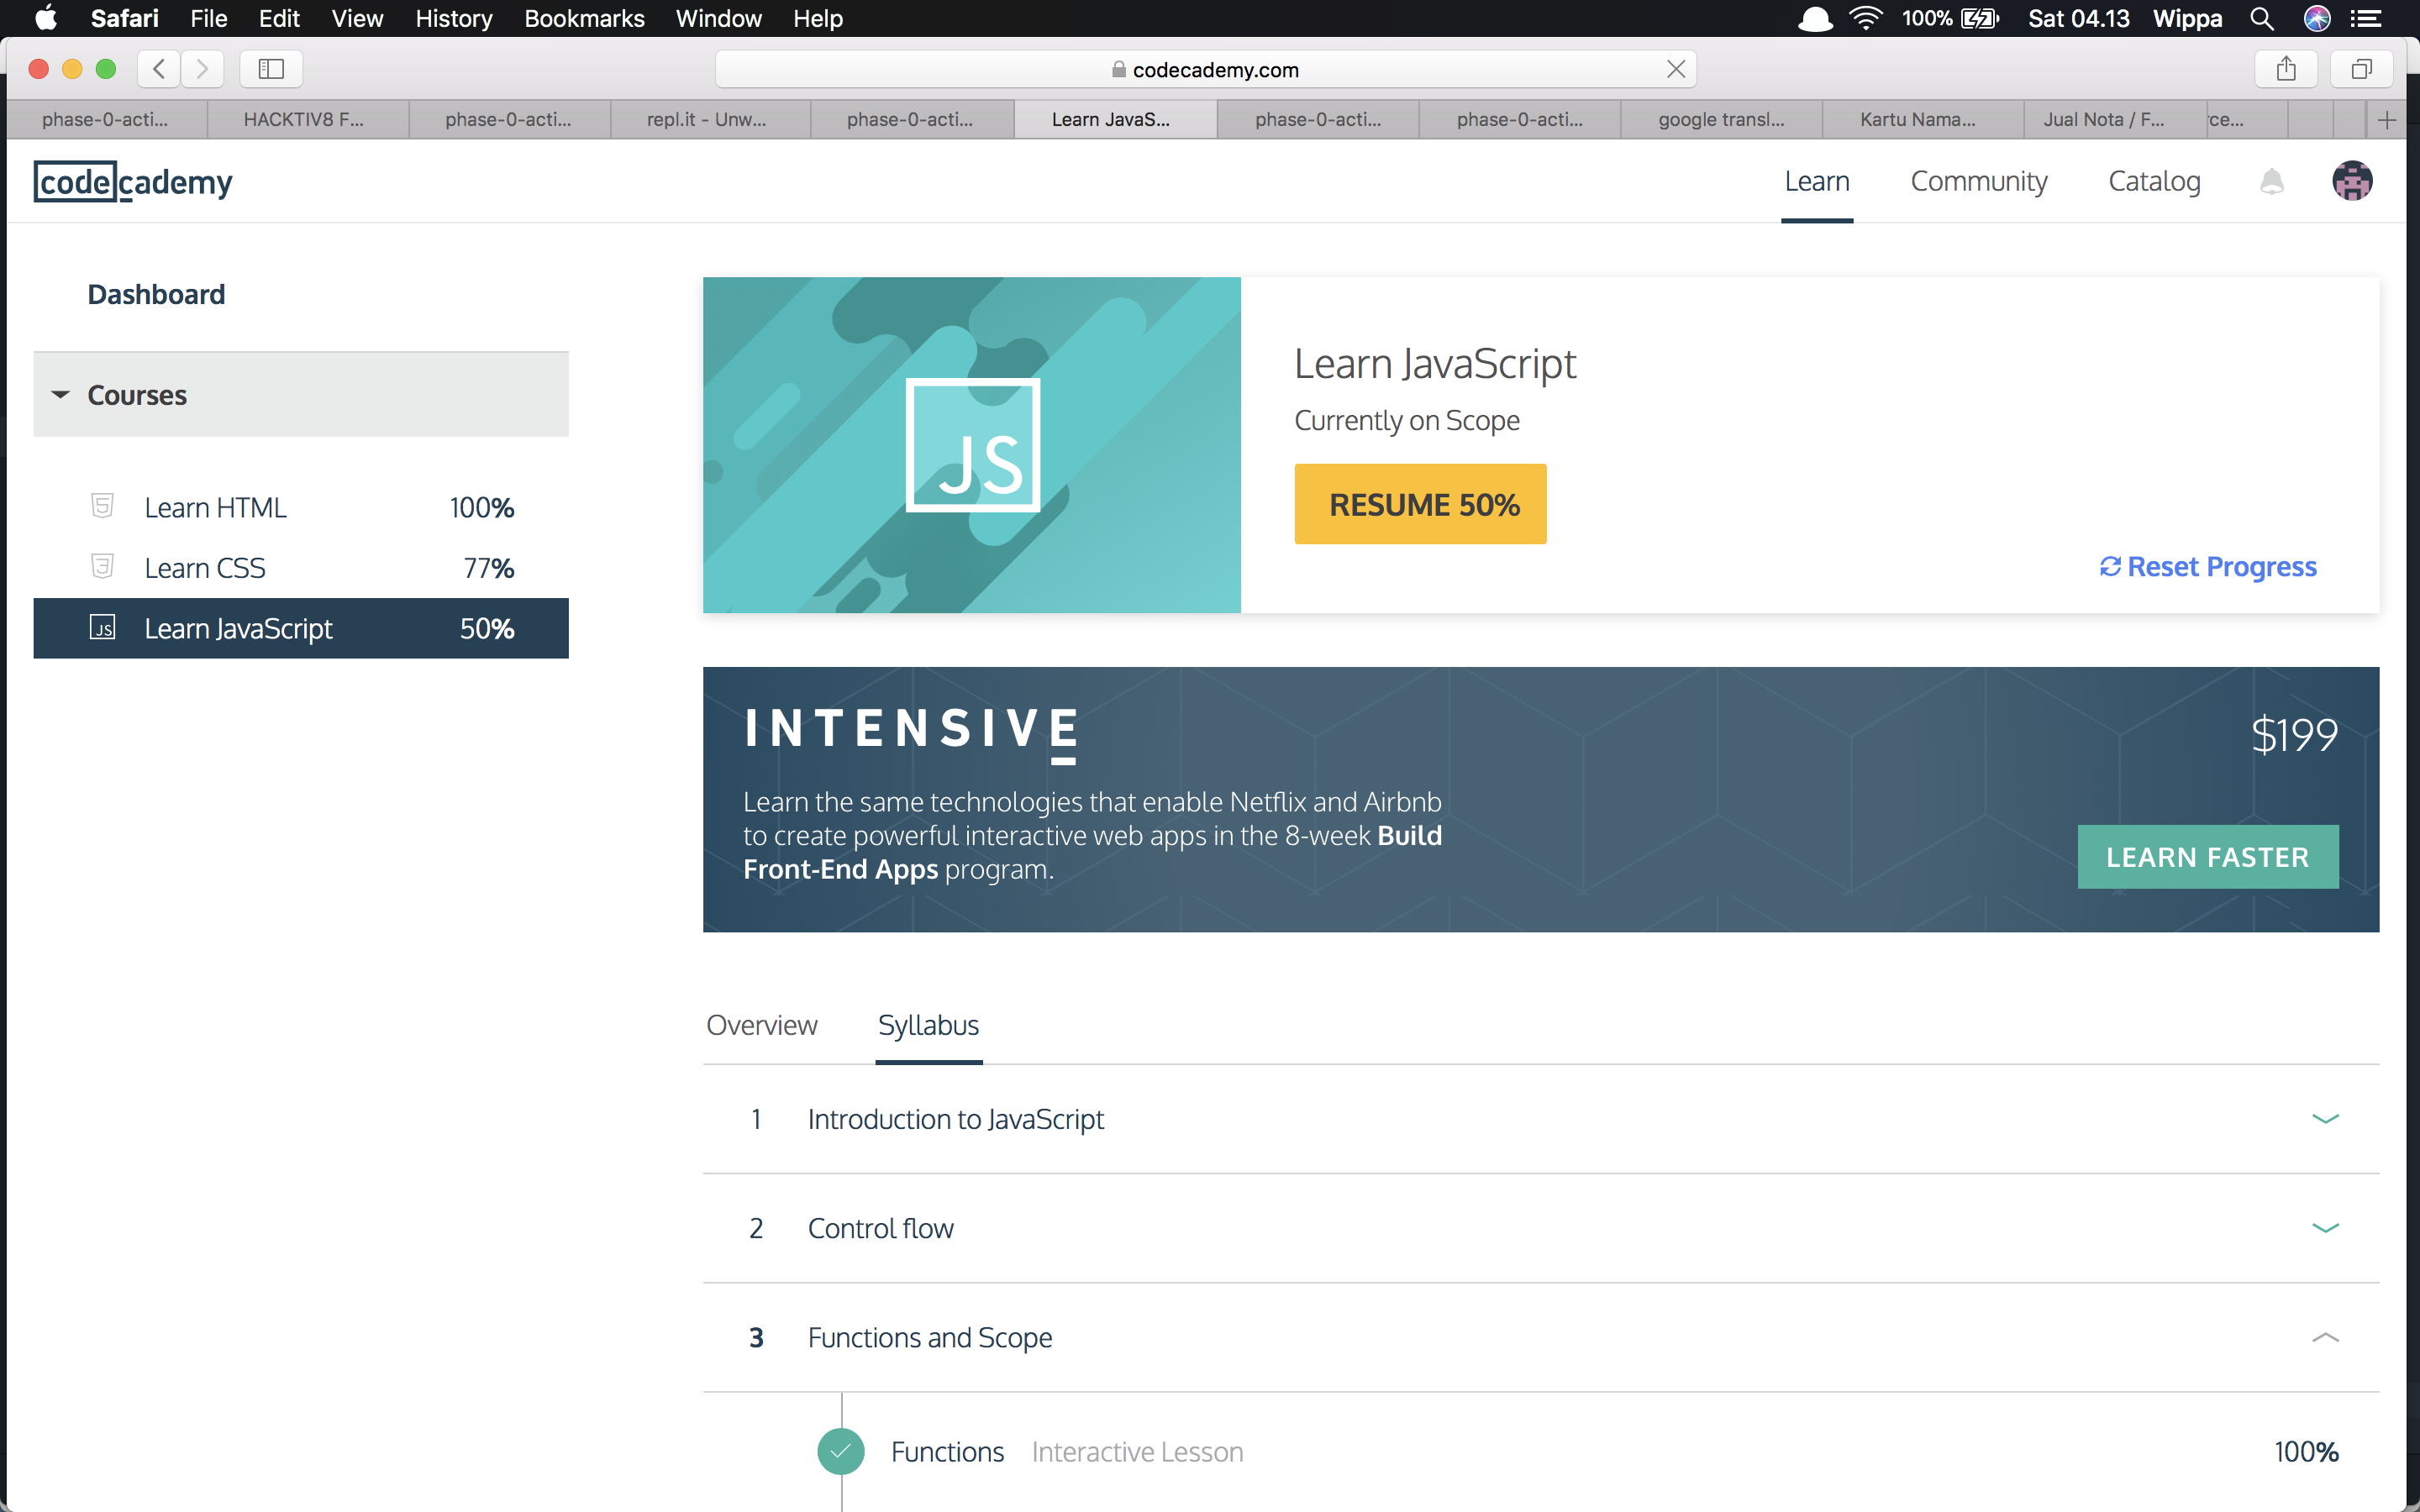 Safari File Edit View History Bookmarks Window Help 100% Sat 04.13 Wippa
codecademy.com
phase-0-acti... HACKTIV8 F... phase-0-acti... repl.it - Unw... phase-0-acti... Learn JavaS... phase-0-acti... phase-0-acti... google transl... Kartu Nama... Jual Nota / F...
codecademy Learn Community Catalog
Dashboard
Courses
Learn HTML 100%
Learn CSS 77%
JS Learn JavaScript 50%
JS
Learn JavaScript
Currently on Scope
RESUME 50%
Reset Progress
INTENSIVE
$199
Learn the same technologies that enable Netflix and Airbnb
to create powerful interactive web apps in the 8-week Build
Front-End Apps program.
LEARN FASTER
Overview Syllabus
1 Introduction to JavaScript
2 Control flow
3 Functions and Scope
Functions Interactive Lesson 100%